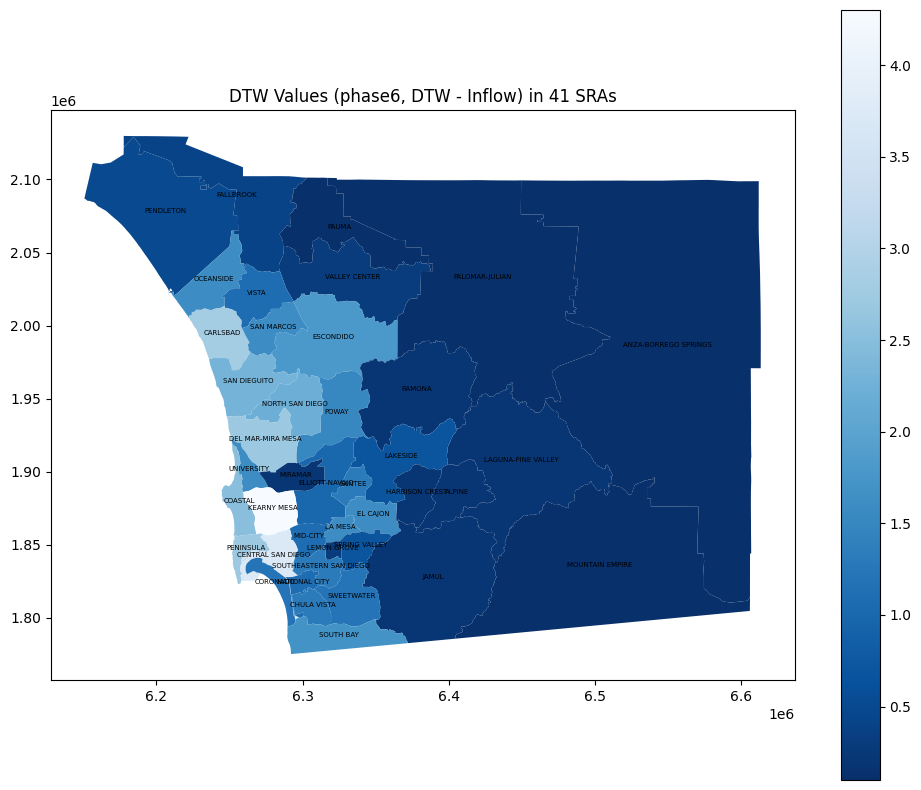 DTW Values (phase6, DTW - Inflow) in 41 SRAs
1e6
2.10
2.05
2.00
1.95
1.90
1.85
1.80
6.2
6.3
6.4
6.5
6.6
1e6
4.0
3.5
3.0
2.5
2.0
1.5
1.0
0.5
FALLBROOK
PENDLETON
PAUMA
OCEANSIDE
VALLEY CENTER
PALOMAR-JULIAN
VISTA
SAN MARCOS
CARLSBAD
ESCONDIDO
ANZA-BORREGO SPRINGS
SAN DIEGUITO
RAMONA
NORTH SAN DIEGO
POWAY
DEL MAR-MIRA MESA
LAKESIDE
LAGUNA-PINE VALLEY
UNIVERSITY
MIRAMAR
ELLIOTT-NAVAJO
SANTEE
HARBISON CREST
ALPINE
COASTAL
KEARNY MESA
EL CAJON
LA MESA
MID-CITY
SPRING VALLEY
PENINSULA
LEMON GROVE
CENTRAL SAN DIEGO
SOUTHEASTERN SAN DIEGO
MOUNTAIN EMPIRE
JAMUL
CORONADO
NATIONAL CITY
SWEETWATER
CHULA VISTA
SOUTH BAY